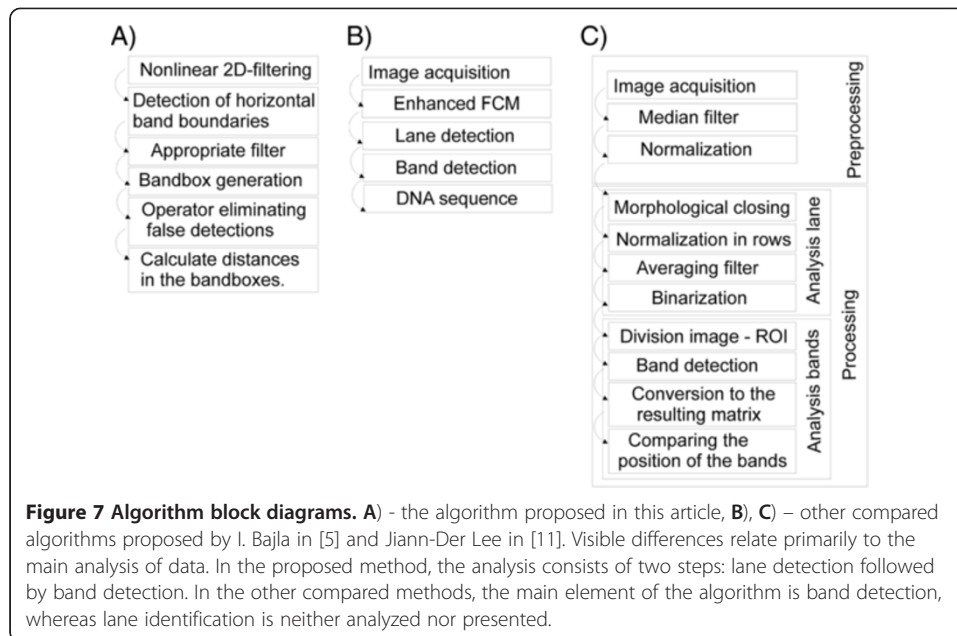 A)
Nonlinear 2D-filtering
Detection of horizontal
band boundaries
Appropriate filter
Bandbox generation
Operator eliminating
false detections
Calculate distances
in the bandboxes.
B)
Image acquisition
Enhanced FCM
Lane detection
Band detection
DNA sequence
C)
Image acquisition
Median filter
Normalization
Preprocessing
Morphological closing
Normalization in rows
Averaging filter
Binarization
Analysis lane
Division image - ROI
Band detection
Conversion to the
resulting matrix
Comparing the
position of the bands
Analysis bands
Processing
Figure 7 Algorithm block diagrams. A) - the algorithm proposed in this article, B), C) – other compared
algorithms proposed by I. Bajla in [5] and Jiann-Der Lee in [11]. Visible differences relate primarily to the
main analysis of data. In the proposed method, the analysis consists of two steps: lane detection followed
by band detection. In the other compared methods, the main element of the algorithm is band detection,
whereas lane identification is neither analyzed nor presented.